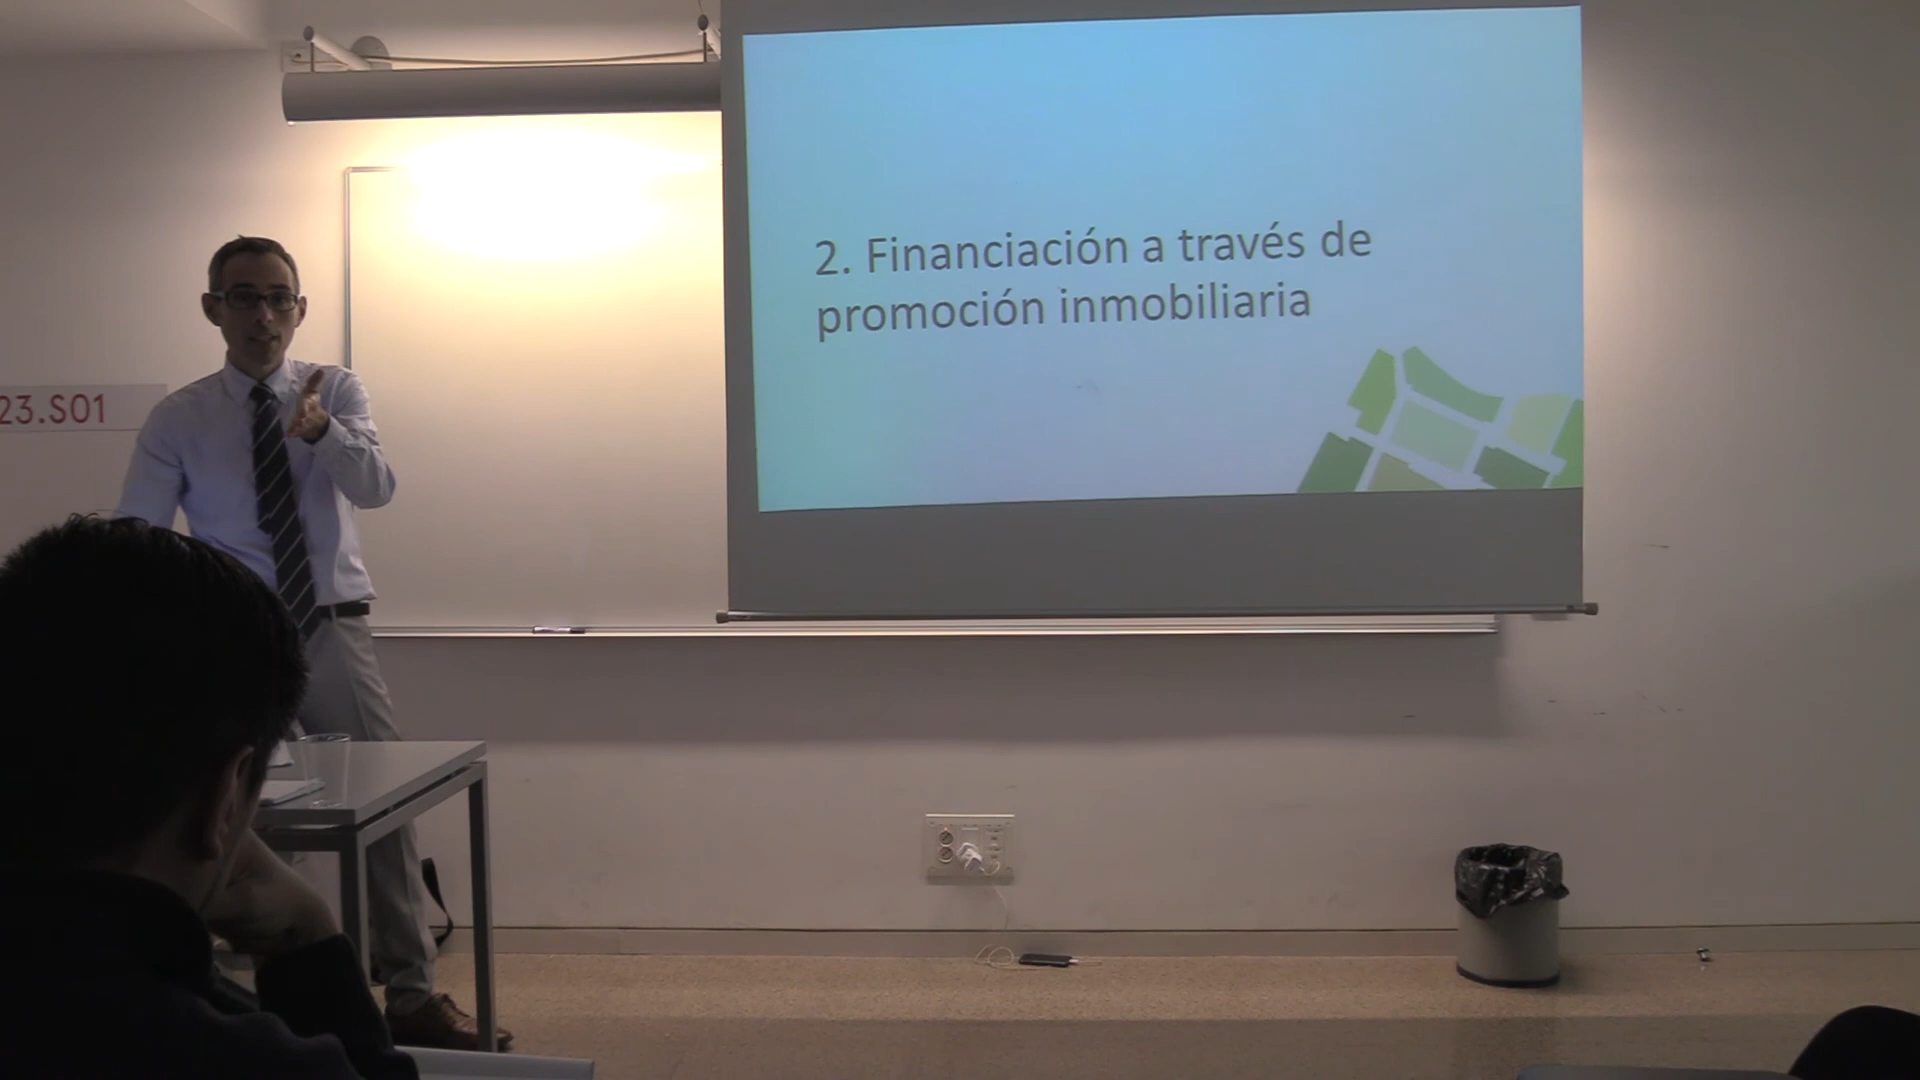 2. Financiación a través de
promoción inmobiliaria
23.S01